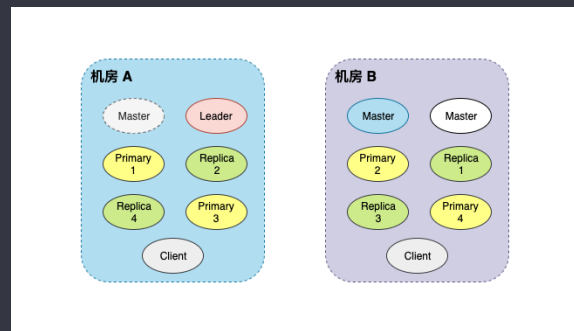 机房 A
Master
Leader
Primary
1
Replica
2
Replica
4
Primary
3
Client
机房 B
Master
Master
Primary
2
Replica
1
Replica
3
Primary
4
Client